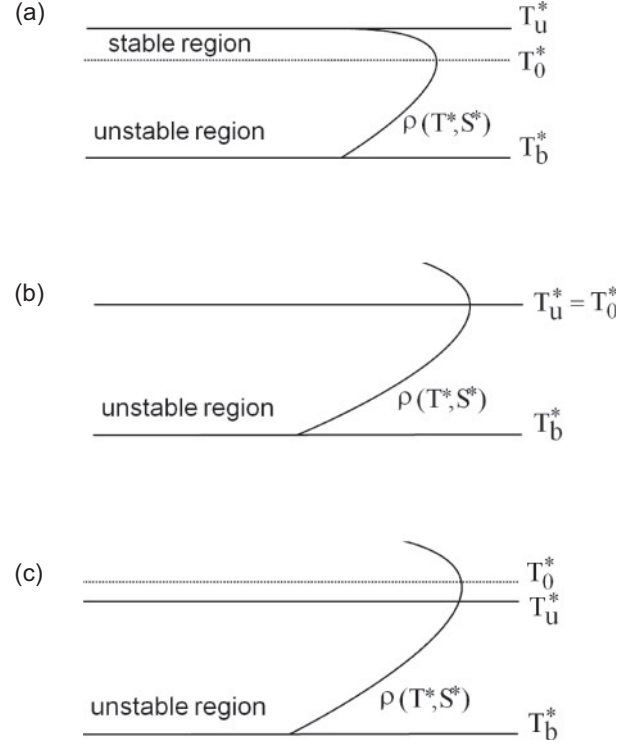 (a)
T*u
stable region
T*0
unstable region
ρ(T*,S*)
T*b
(b)
T*u = T*0
unstable region
ρ(T*,S*)
T*b
(c)
T*0
T*u
unstable region
ρ(T*,S*)
T*b